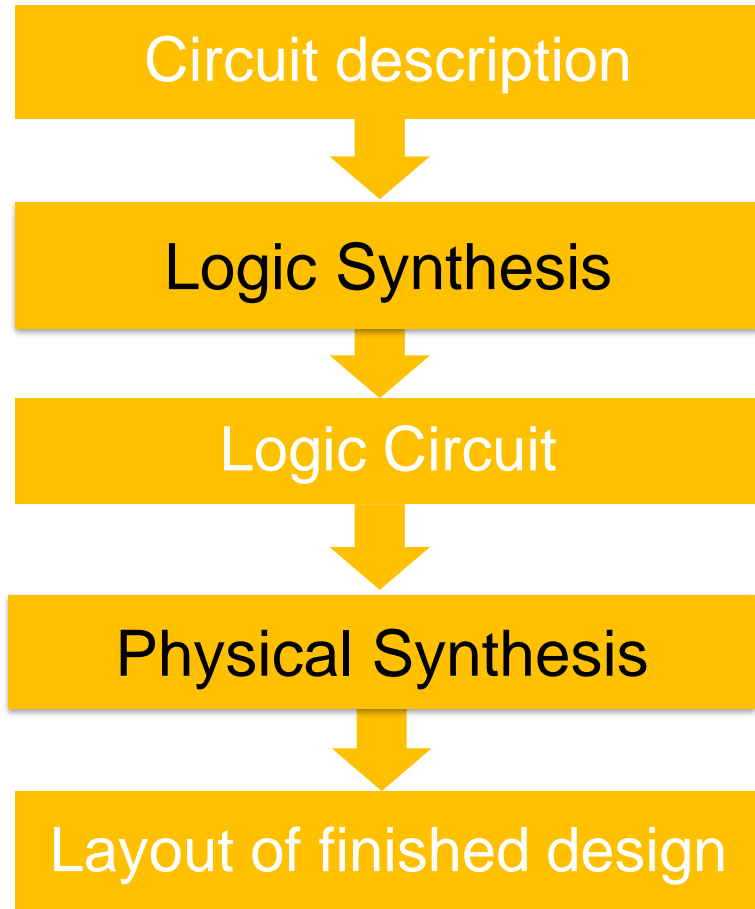 Circuit description
Logic Synthesis
Logic Circuit
Physical Synthesis
Layout of finished design